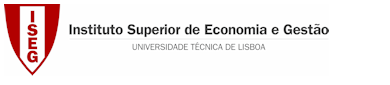 ISEG
Instituto Superior de Economia e Gestão
UNIVERSIDADE TÉCNICA DE LISBOA